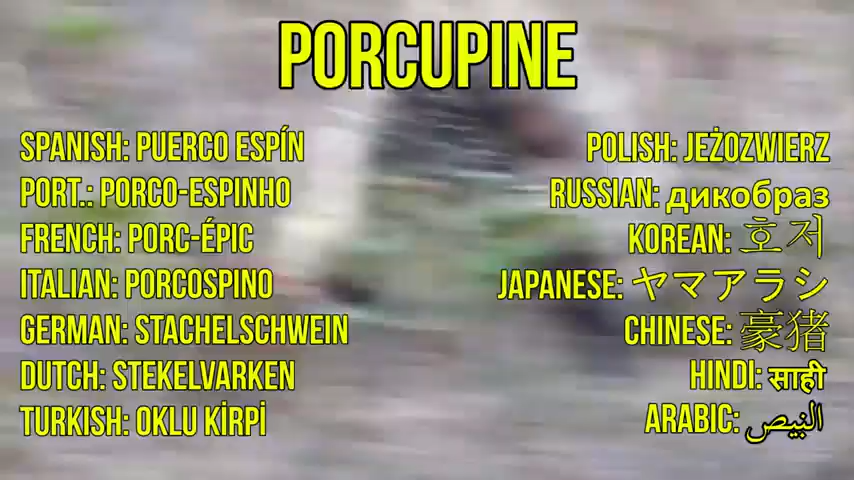 PORCUPINE
SPANISH: PUERCO ESPÍN
PORT.: PORCO-ESPINHO
FRENCH: PORC-ÉPIC
ITALIAN: PORCOSPINO
GERMAN: STACHELSCHWEIN
DUTCH: STEKELVARKEN
TURKISH: OKLU KİRPİ
POLISH: JEŻOZWIERZ
RUSSIAN: дикобраз
KOREAN: 호저
JAPANESE: ヤマアラシ
CHINESE: 豪猪
HINDI: साही
ARABIC: النيص